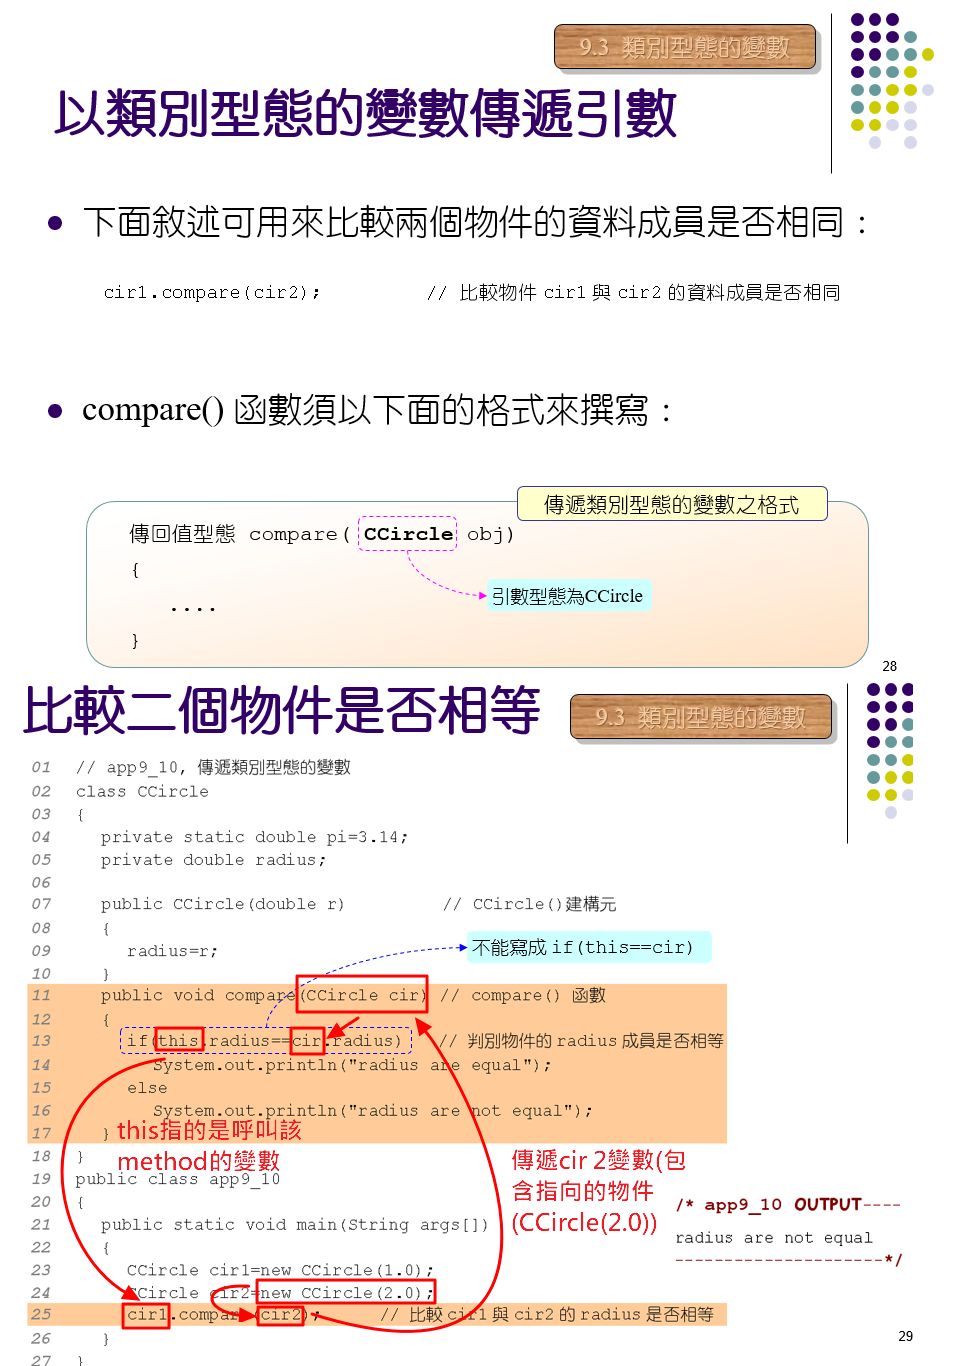 9.3 類別型態的變數
以類別型態的變數傳遞引數
下面敘述可用來比較兩個物件的資料成員是否相同：
cir1.compare(cir2); // 比較物件 cir1 與 cir2 的資料成員是否相同
compare() 函數須以下面的格式來撰寫：
傳遞類別型態的變數之格式
傳回值型態 compare( CCircle obj)
{
....
}
引數型態為CCircle
28
比較二個物件是否相等
9.3 類別型態的變數
01 // app9_10, 傳遞類別型態的變數
02 class CCircle
03 {
04 private static double pi=3.14;
05 private double radius;
06
07 public CCircle(double r) // CCircle()建構元
08 {
09 radius=r;
10 }
不能寫成 if(this==cir)
11 public void compare(CCircle cir) // compare() 函數
12 {
13 if(this.radius==cir.radius) // 判別物件的 radius 成員是否相等
14 System.out.println("radius are equal");
15 else
16 System.out.println("radius are not equal");
17 }
18 }
19 public class app9_10
20 {
21 public static void main(String args[])
22 {
23 CCircle cir1=new CCircle(1.0);
24 CCircle cir2=new CCircle(2.0);
25 cir1.compare(cir2); // 比較 cir1 與 cir2 的 radius 是否相等
26 }
27 }
this指的是呼叫該
method的變數
傳遞cir 2變數(包
含指向的物件
(CCircle(2.0))
/* app9_10 OUTPUT----
radius are not equal
---------------------*/
29